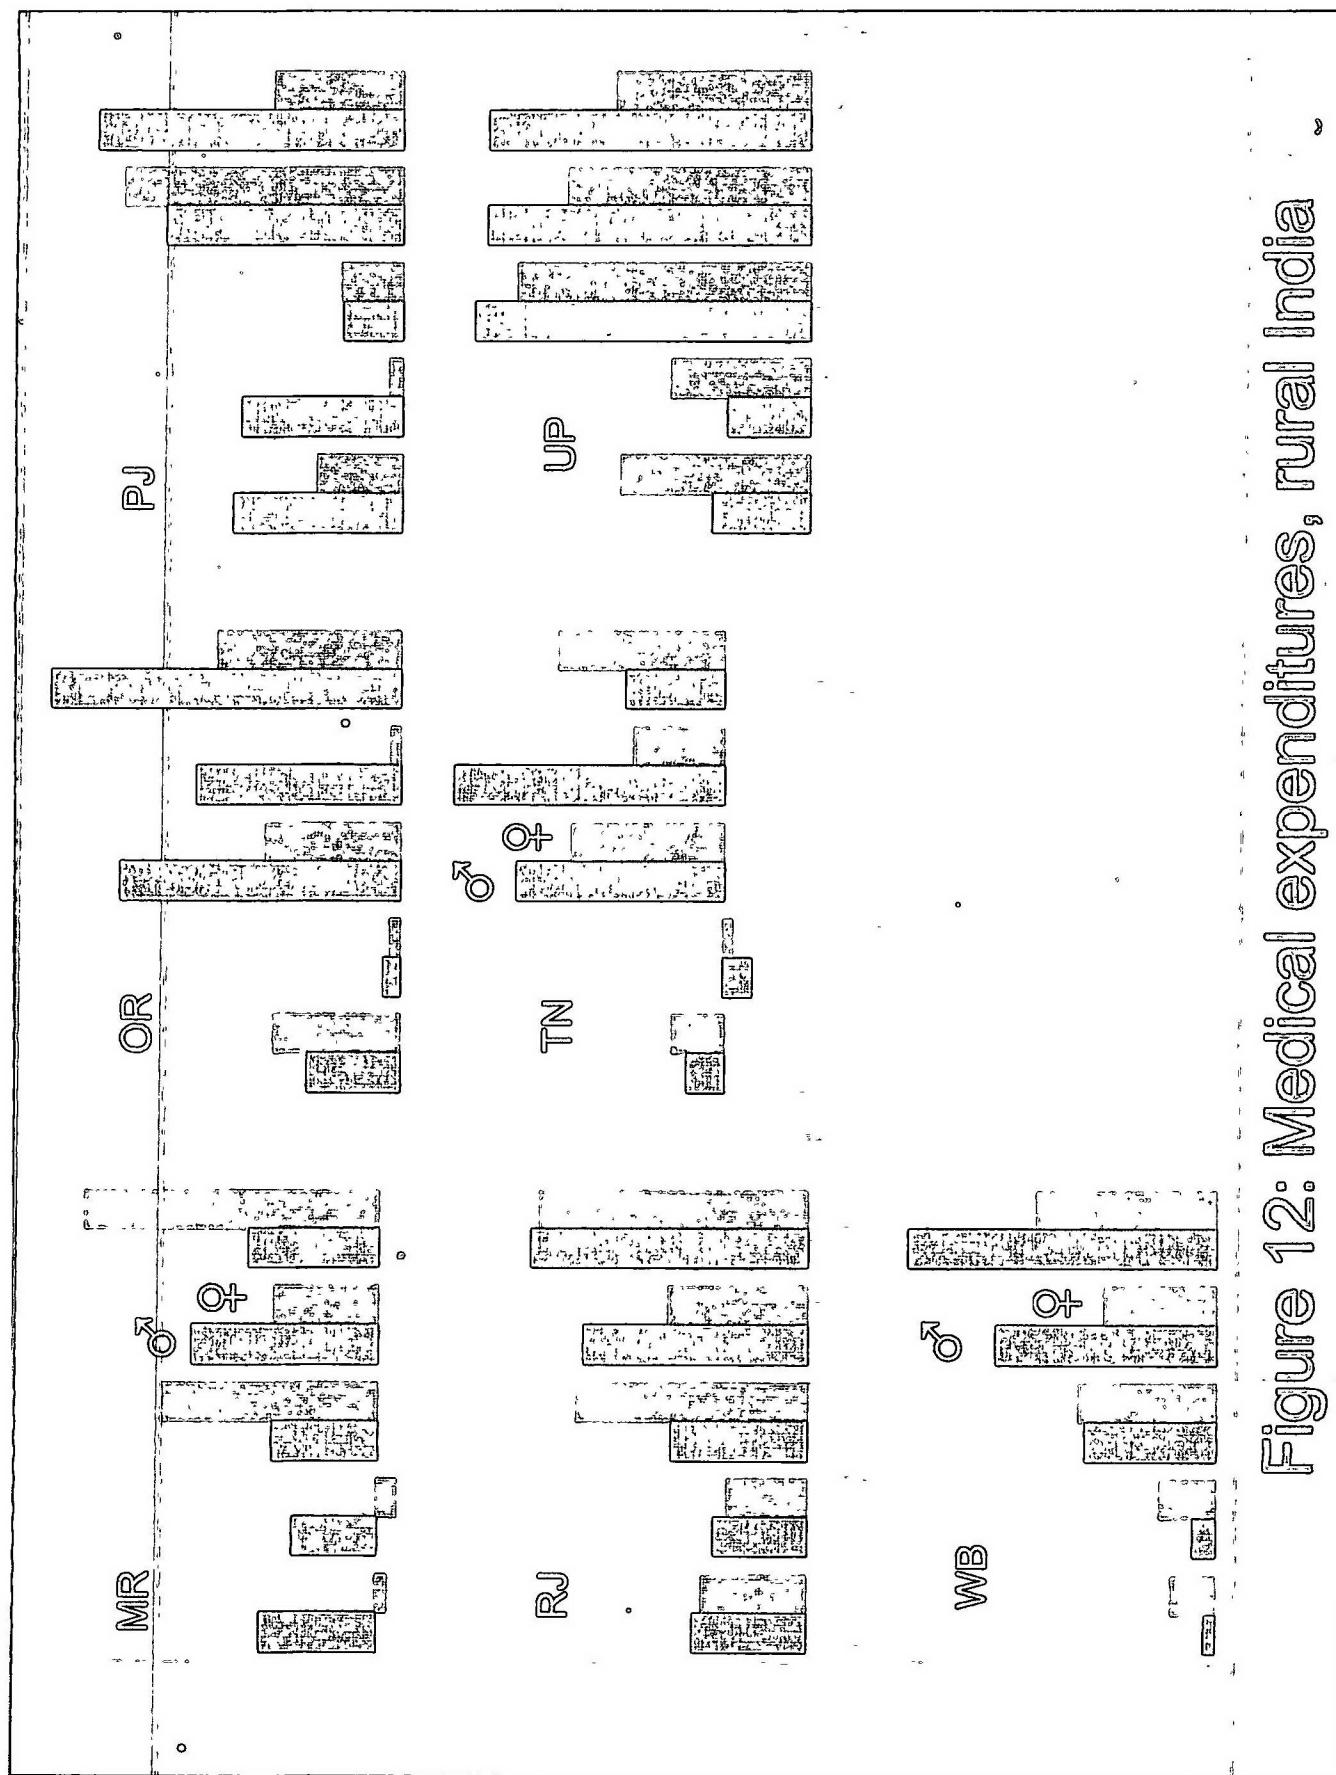 MR
♂
♀
OR
PJ
RJ
TN
♂
♀
UP
WB
♂
♀
Figure 12: Medical expenditures, rural India